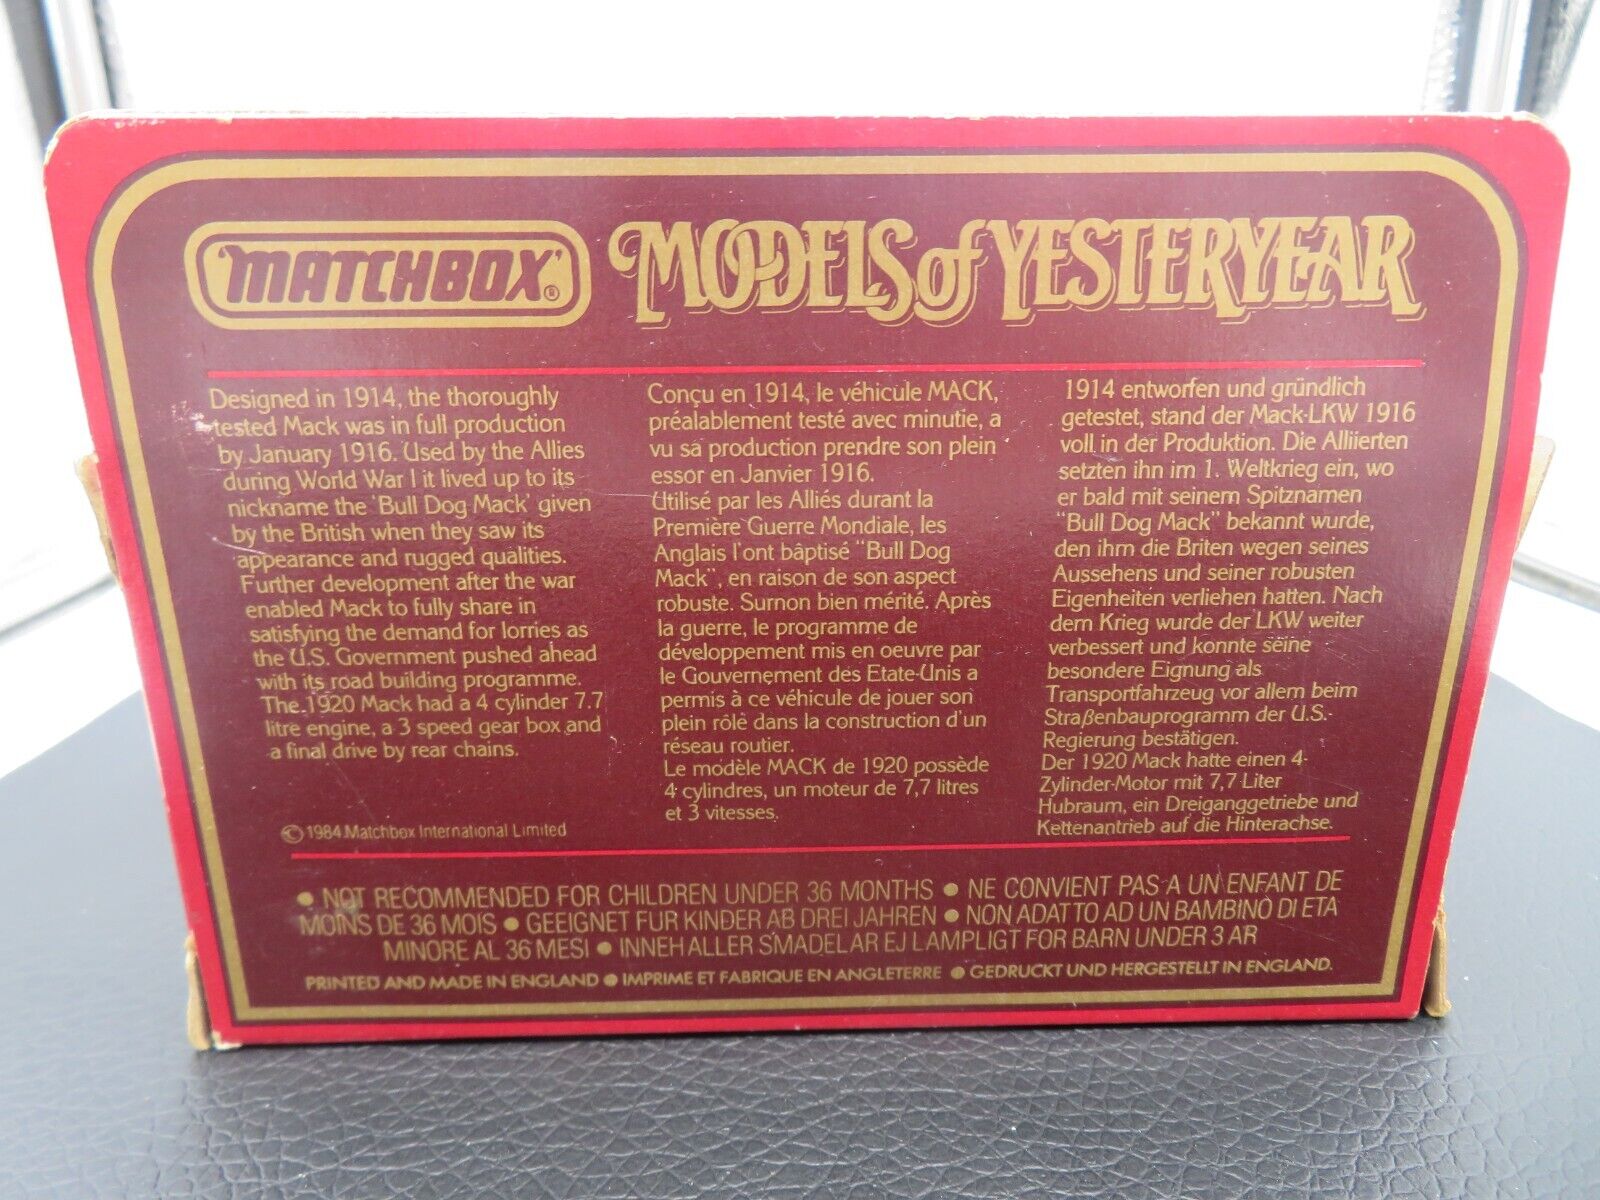 "MATCHBOX"®
MODELS of YESTERYEAR
Designed in 1914, the thoroughly
tested Mack was in full production
by January 1916. Used by the Allies
during World War I it lived up to its
nickname the 'Bull Dog Mack' given
by the British when they saw its
appearance and rugged qualities.
Further development after the war
enabled Mack to fully share in
satisfying the demand for lorries as
the U.S. Government pushed ahead
with its road building programme.
The 1920 Mack had a 4 cylinder 7.7
litre engine, a 3 speed gear box and
a final drive by rear chains.
© 1984 Matchbox International Limited
Conçu en 1914, le véhicule MACK,
préalablement testé avec minutie, a
vu sa production prendre son plein
essor en Janvier 1916.
Utilisé par les Alliés durant la
Première Guerre Mondiale, les
Anglais l'ont bâptisé "Bull Dog
Mack", en raison de son aspect
robuste. Surnon bien mérité. Après
la guerre, le programme de
développement mis en oeuvre par
le Gouvernement des Etats-Unis a
permis à ce véhicule de jouer son
plein rôle dans la construction d'un
réseau routier.
Le modèle MACK de 1920 possède
4 cylindres, un moteur de 7,7 litres
et 3 vitesses.
1914 entworfen und gründlich
getestet, stand der Mack-LKW 1916
voll in der Produktion. Die Alliierten
setzten ihn im 1. Weltkrieg ein, wo
er bald mit seinem Spitznamen
"Bull Dog Mack" bekannt wurde,
den ihm die Briten wegen seines
Aussehens und seiner robusten
Eigenheiten verliehen hatten. Nach
dem Krieg wurde der LKW weiter
verbessert und konnte seine
besondere Eignung als
Transportfahrzeug vor allem beim
Straßenbauprogramm der U.S.-
Regierung bestätigen.
Der 1920 Mack hatte einen 4-
Zylinder-Motor mit 7,7 Liter
Hubraum, ein Dreiganggetriebe und
Kettenantrieb auf die Hinterachse.
● NOT RECOMMENDED FOR CHILDREN UNDER 36 MONTHS ● NE CONVIENT PAS A UN ENFANT DE
MOINS DE 36 MOIS ● GEEIGNET FUR KINDER AB DREI JAHREN ● NON ADATTO AD UN BAMBINO DI ETA
MINORE AL 36 MESI ● INNEHALLER SMADELAR EJ LAMPLIGT FOR BARN UNDER 3 AR
PRINTED AND MADE IN ENGLAND ● IMPRIME ET FABRIQUE EN ANGLETERRE ● GEDRUCKT UND HERGESTELLT IN ENGLAND.